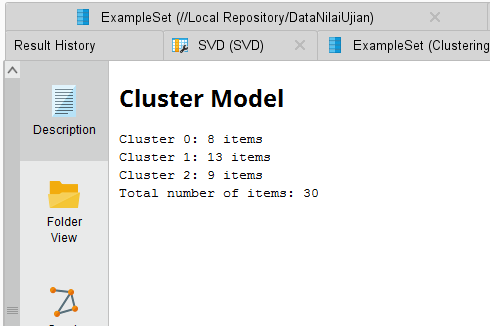 ExampleSet (//Local Repository/DataNilaiUjian)
Result History
SVD (SVD)
ExampleSet (Clustering
Description
Cluster Model
Cluster 0: 8 items
Cluster 1: 13 items
Cluster 2: 9 items
Total number of items: 30
Folder
View